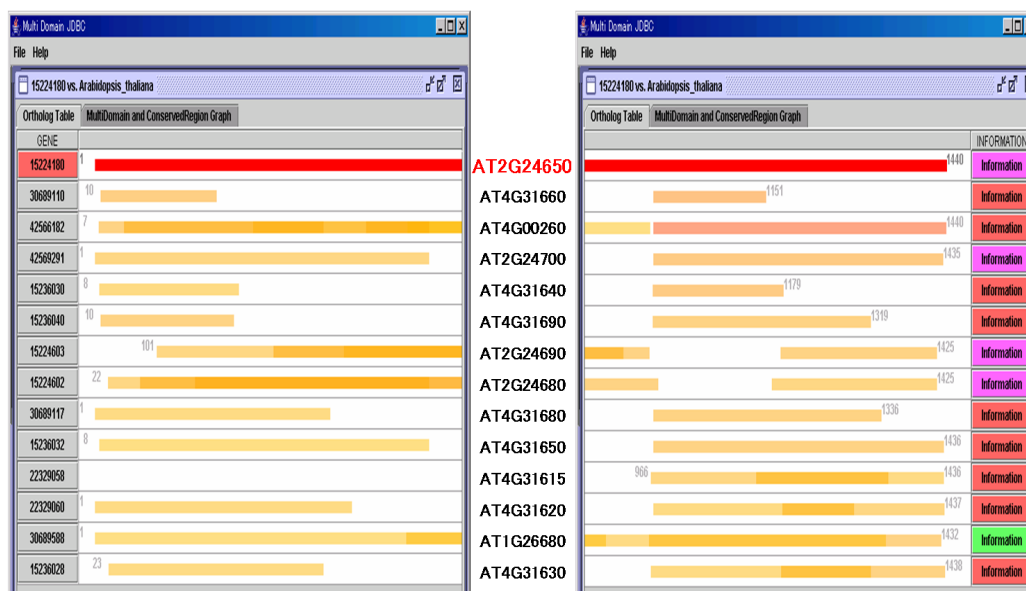 Multi Domain JDBC
File Help
15224180 vs. Arabidopsis_thaliana
Ortholog Table MultiDomain and ConservedRegion Graph
GENE
15224180 1
30689110 10
42566182 7
42569291 1
15236030 8
15236040 10
15224603 101
15224602 22
30689117 1
15236032 8
22329058
22329060 1
30689588 1
15236028 23
AT2G24650
AT4G31660
AT4G00260
AT2G24700
AT4G31640
AT4G31690
AT2G24690
AT2G24680
AT4G31680
AT4G31650
AT4G31615
AT4G31620
AT1G26680
AT4G31630
Multi Domain JDBC
File Help
15224180 vs. Arabidopsis_thaliana
Ortholog Table MultiDomain and ConservedRegion Graph
INFORMATION
1440 Information
1151 Information
1440 Information
1435 Information
1179 Information
1319 Information
1425 Information
1425 Information
1336 Information
1436 Information
966 1436 Information
1437 Information
1432 Information
1438 Information